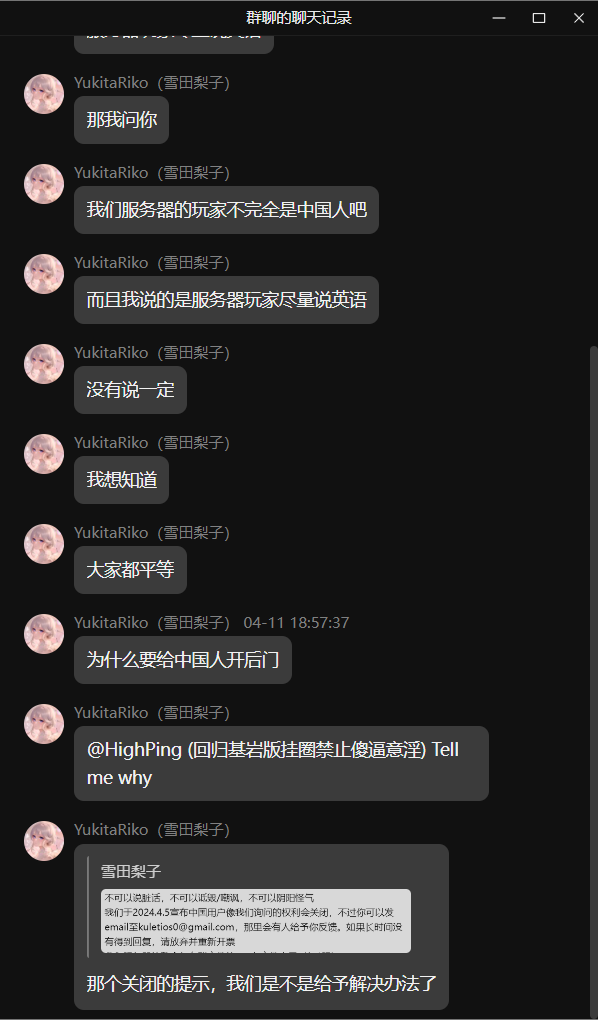 群聊的聊天记录
YukitaRiko（雪田梨子）
那我问你
YukitaRiko（雪田梨子）
我们服务器的玩家不完全是中国人吧
YukitaRiko（雪田梨子）
而且我说的是服务器玩家尽量说英语
YukitaRiko（雪田梨子）
没有说一定
YukitaRiko（雪田梨子）
我想知道
YukitaRiko（雪田梨子）
大家都平等
YukitaRiko（雪田梨子） 04-11 18:57:37
为什么要给中国人开后门
YukitaRiko（雪田梨子）
@HighPing (回归基岩版挂圈禁止傻逼意淫) Tell
me why
YukitaRiko（雪田梨子）
雪田梨子
不可以说脏话，不可以诋毁/嘲讽，不可以阴阳怪气
我们于2024.4.5宣布中国用户像我们询问的权利会关闭，不过你可以发
email至kuletios0@gmail.com，那里会有人给予你反馈。如果长时间没
有得到回复，请放弃并重新开票
那个关闭的提示，我们是不是给予解决办法了